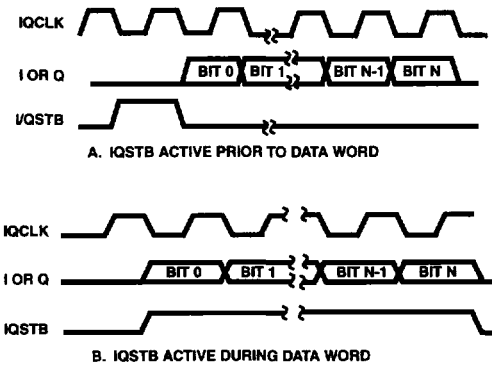 IQCLK
I OR Q
BIT 0 BIT 1 BIT N-1 BIT N
I/QSTB
A. IQSTB ACTIVE PRIOR TO DATA WORD
IQCLK
I OR Q
BIT 0 BIT 1 BIT N-1 BIT N
IQSTB
B. IQSTB ACTIVE DURING DATA WORD